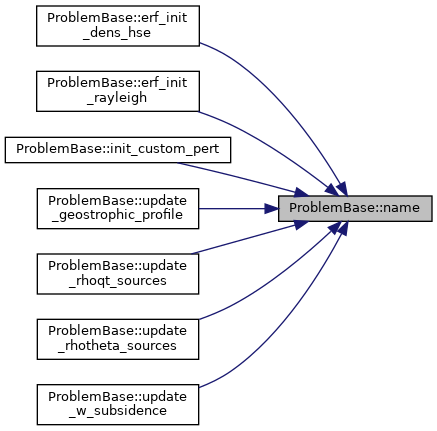 ProblemBase::erf_init
_dens_hse
ProblemBase::erf_init
_rayleigh
ProblemBase::init_custom_pert
ProblemBase::update
_geostrophic_profile
ProblemBase::name
ProblemBase::update
_rhoqt_sources
ProblemBase::update
_rhotheta_sources
ProblemBase::update
_w_subsidence